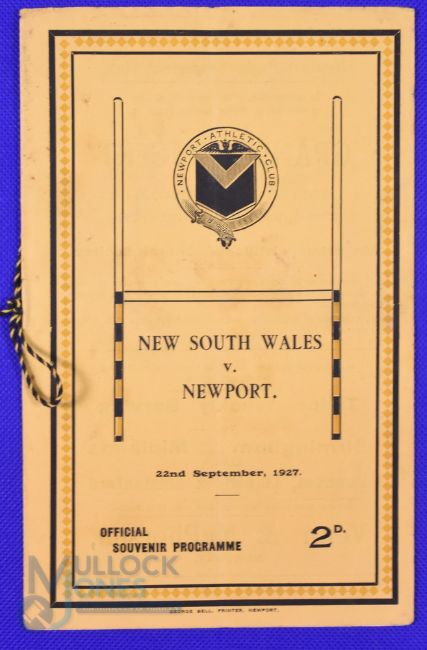 NEWPORT · ATHLETIC · CLUB
NEW SOUTH WALES
v.
NEWPORT.
22nd September, 1927.
OFFICIAL
SOUVENIR PROGRAMME
2D.
MULLOCK
JONES
GEORGE BELL, PRINTER, NEWPORT.